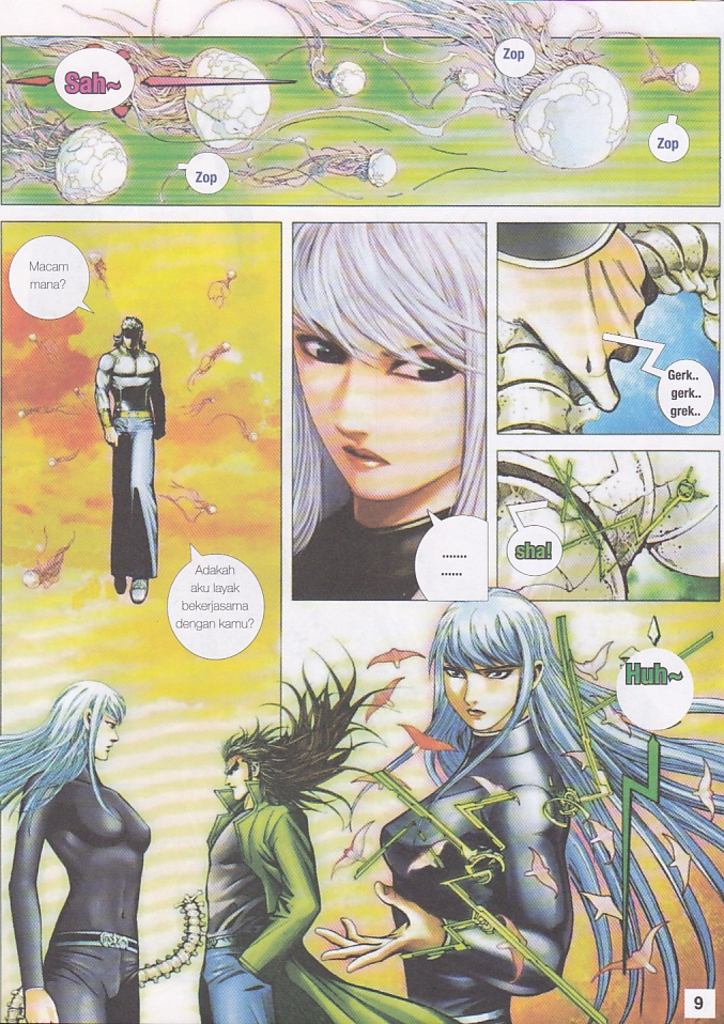 Sah~
Zop
Zop
Zop
Macam
mana?
Adakah
aku layak
bekerjasama
dengan kamu?
.......
......
Gerk..
gerk..
grek..
sha!
Huh~
9